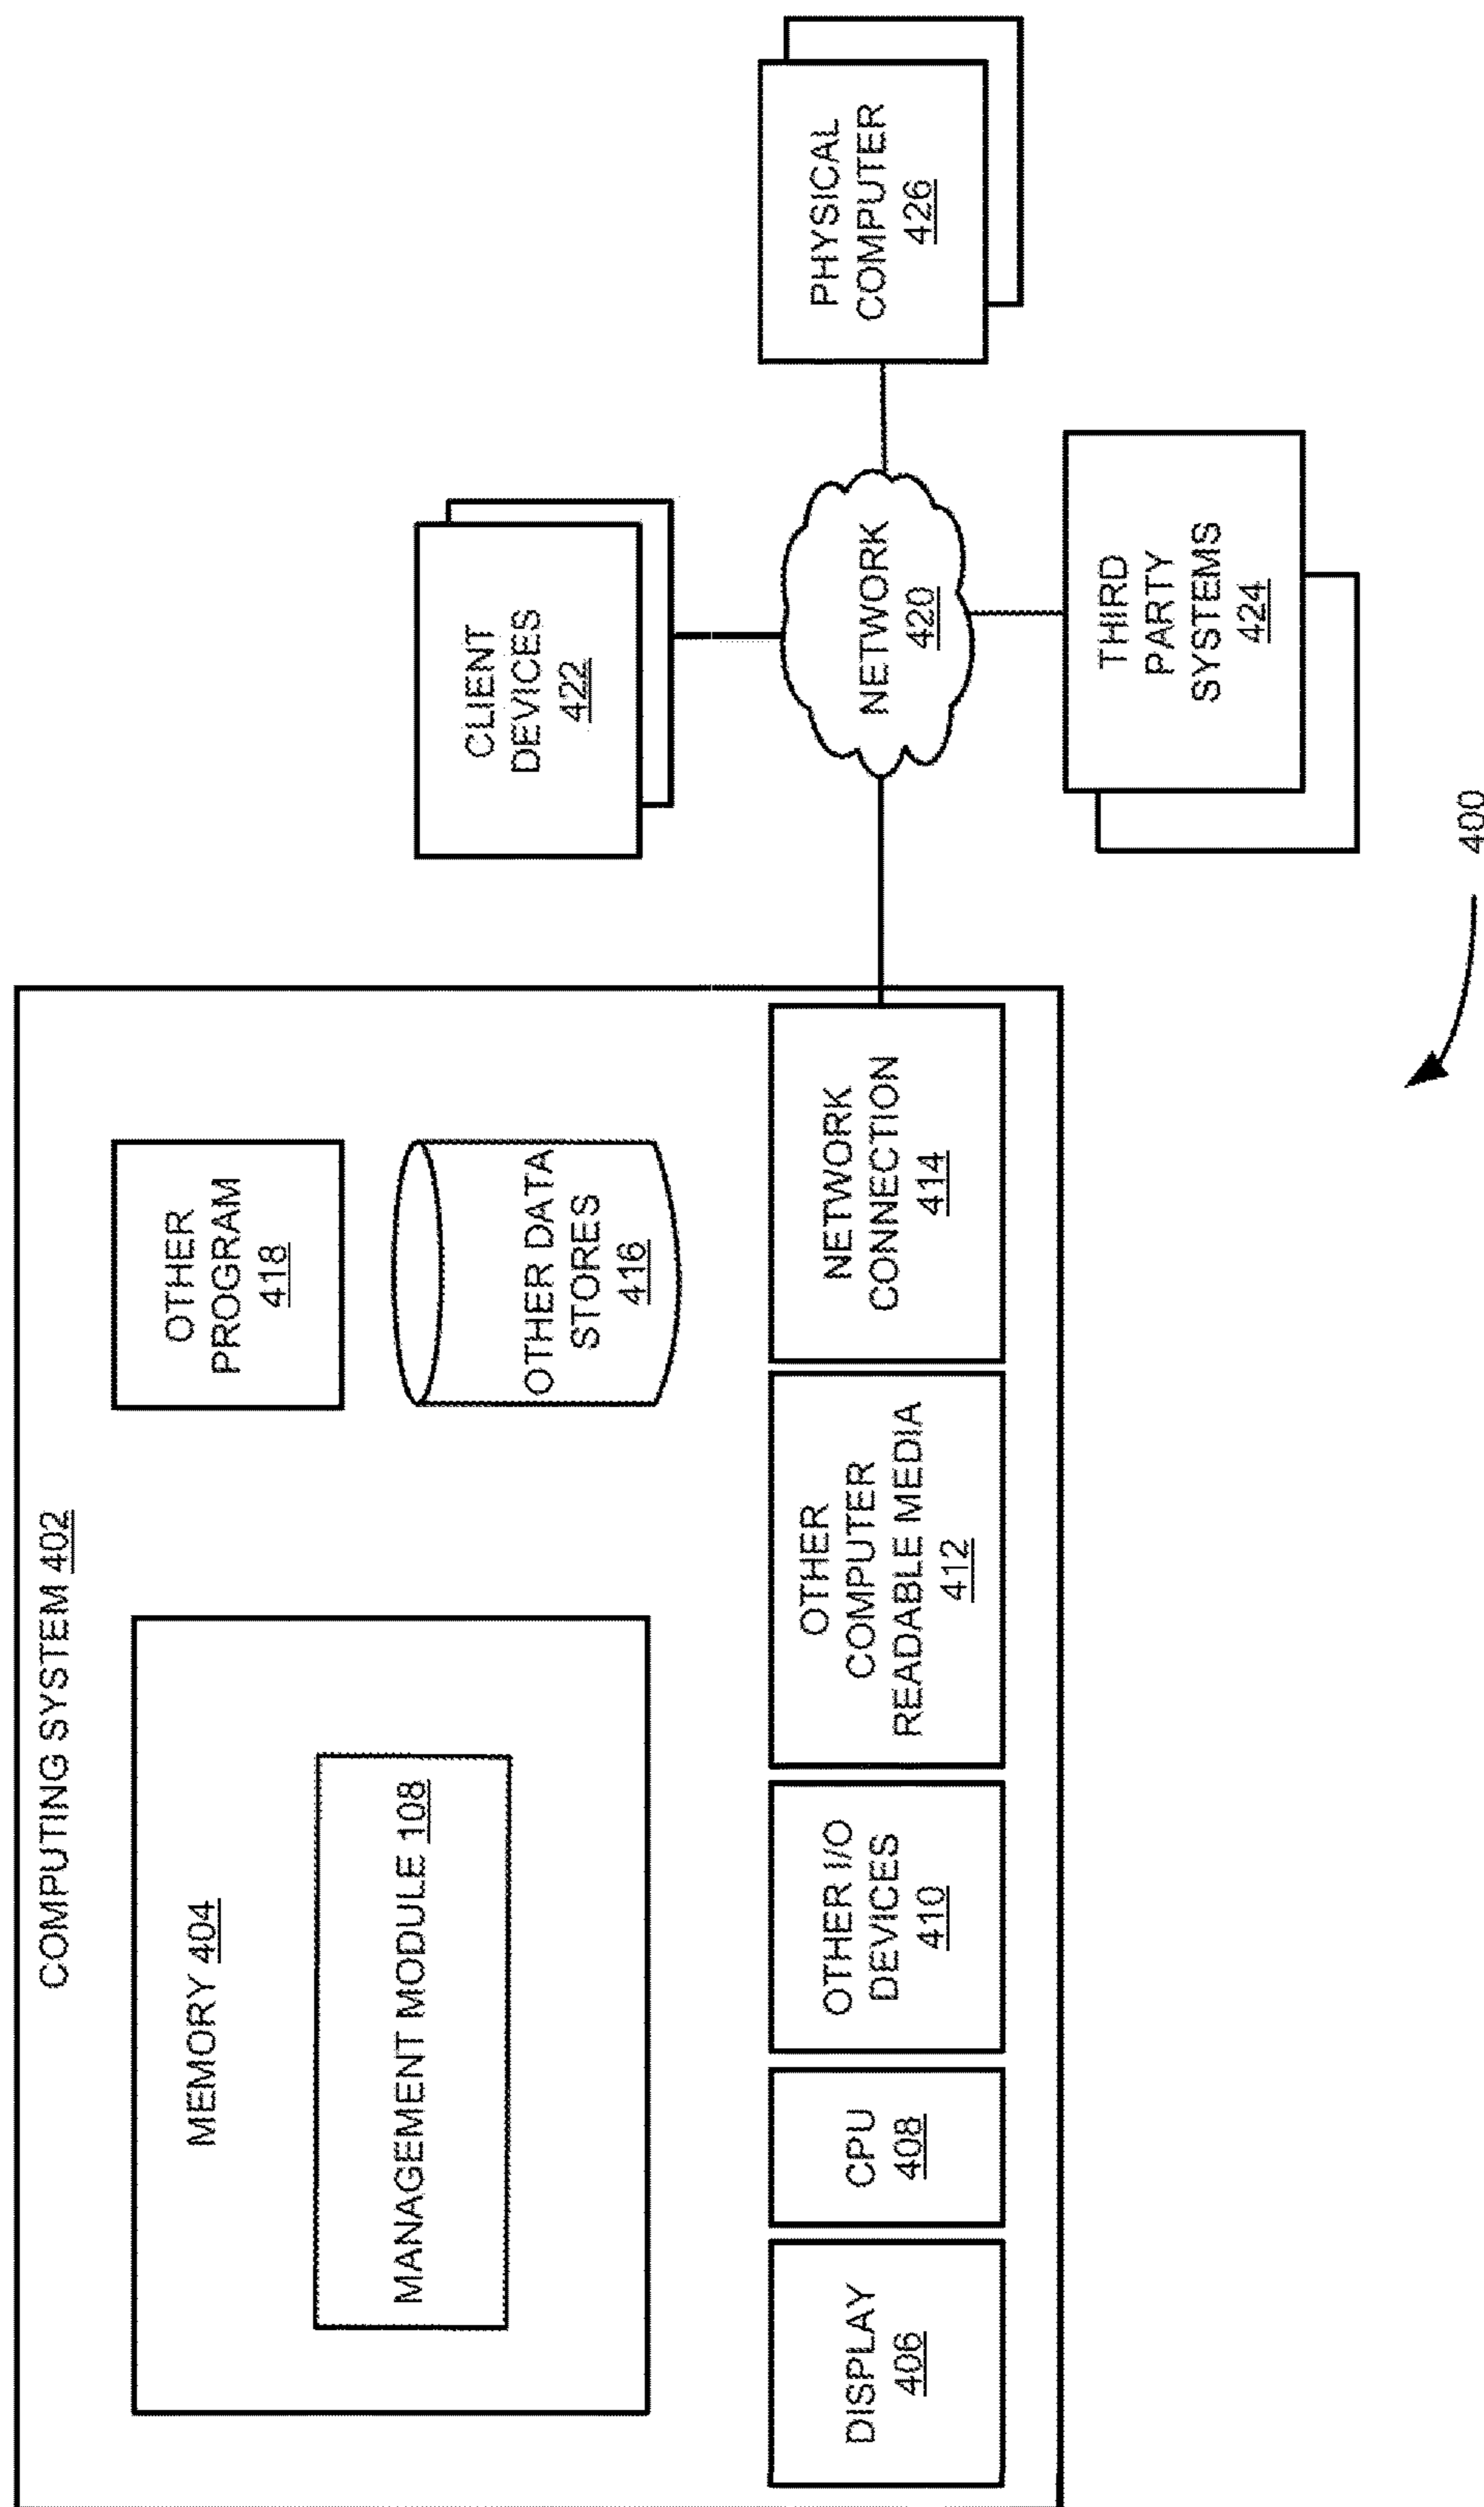 COMPUTING SYSTEM 402
MEMORY 404
MANAGEMENT MODULE 108
OTHER
PROGRAM
418
OTHER DATA
STORES
416
DISPLAY
406
CPU
408
OTHER I/O
DEVICES
410
OTHER
COMPUTER
READABLE MEDIA
412
NETWORK
CONNECTION
414
CLIENT
DEVICES
422
NETWORK
420
PHYSICAL
COMPUTER
426
THIRD
PARTY
SYSTEMS
424
400